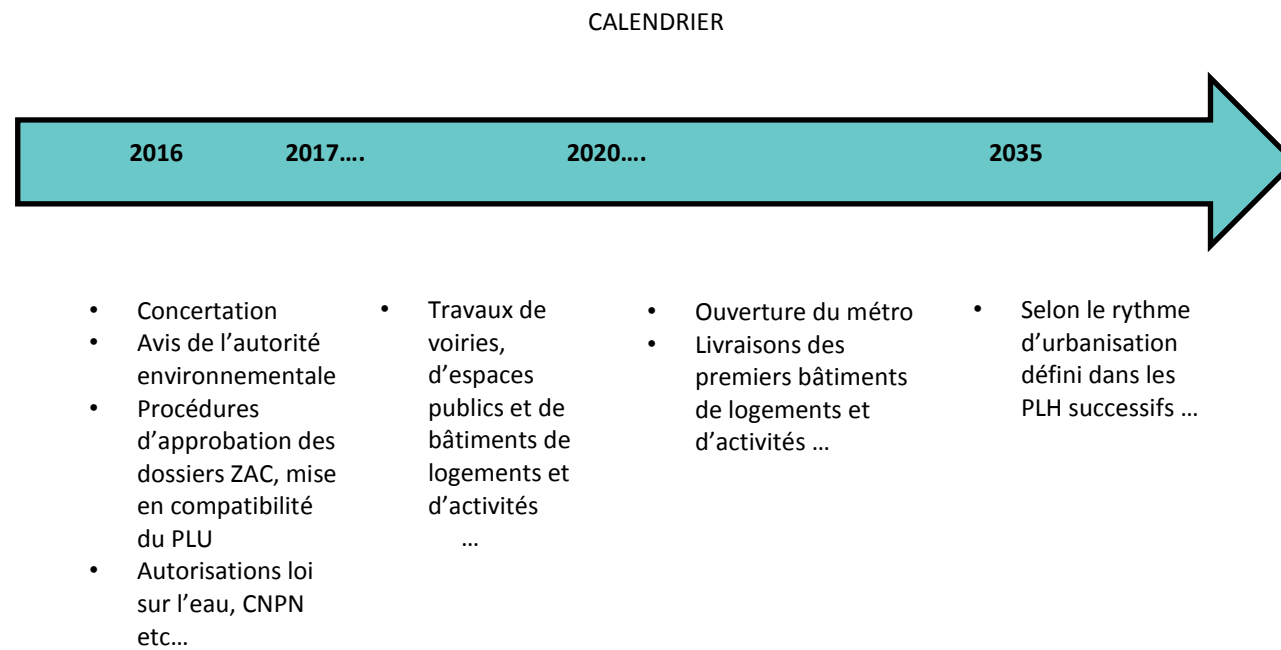 CALENDRIER
2016 2017.... 2020.... 2035
• Concertation
• Avis de l’autorité
environnementale
• Procédures
d’approbation des
dossiers ZAC, mise
en compatibilité
du PLU
• Autorisations loi
sur l’eau, CNPN
etc…
• Travaux de
voiries,
d’espaces
publics et de
bâtiments de
logements et
d’activités
…
• Ouverture du métro
• Livraisons des
premiers bâtiments
de logements et
d’activités …
• Selon le rythme
d’urbanisation
défini dans les
PLH successifs …